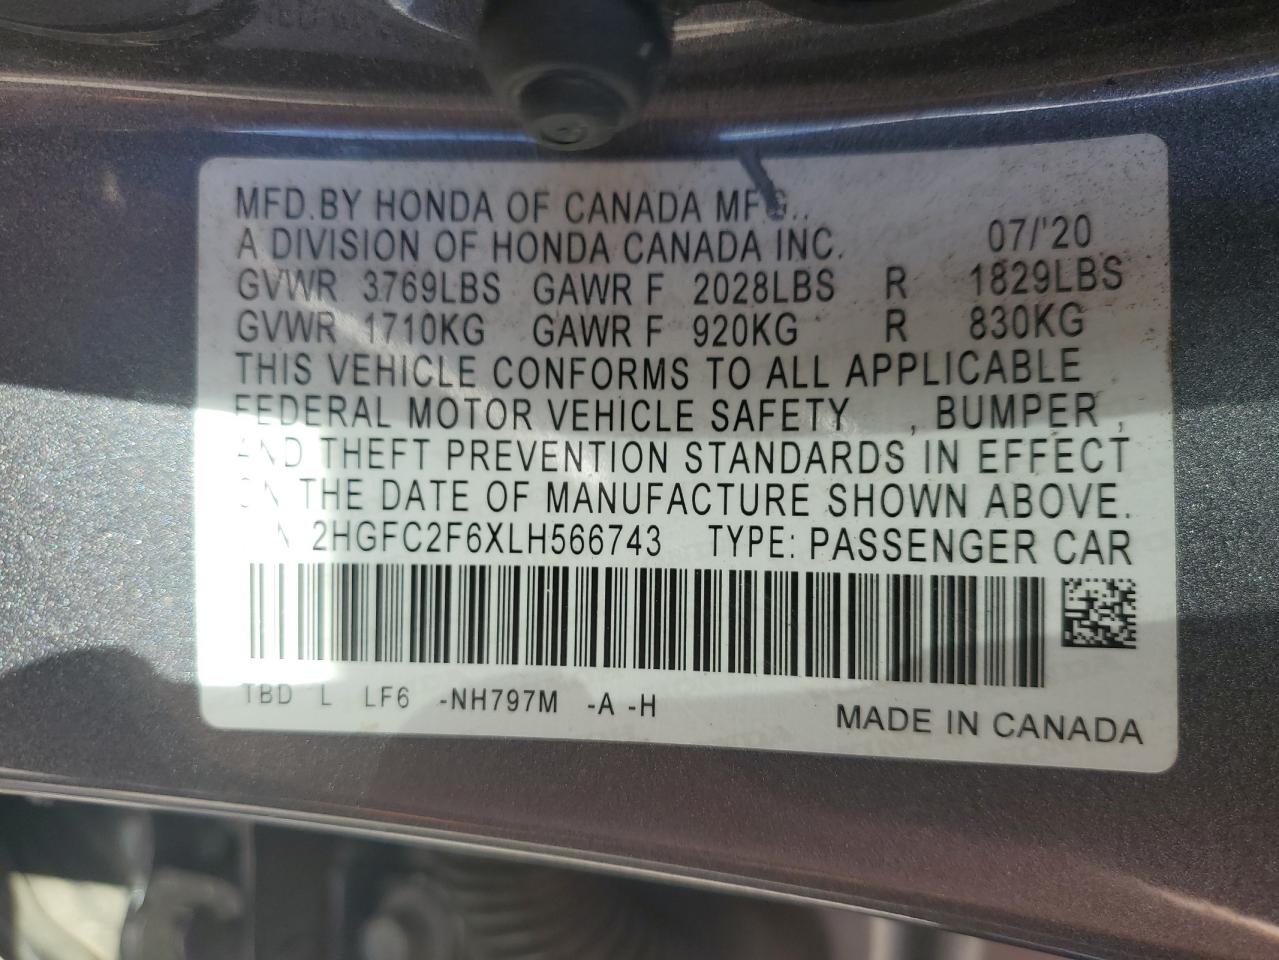 MFD.BY HONDA OF CANADA MFG..
A DIVISION OF HONDA CANADA INC. 07/'20
GVWR 3769LBS GAWR F 2028LBS R 1829LBS
GVWR 1710KG GAWR F 920KG R 830KG
THIS VEHICLE CONFORMS TO ALL APPLICABLE
FEDERAL MOTOR VEHICLE SAFETY , BUMPER ,
AND THEFT PREVENTION STANDARDS IN EFFECT
ON THE DATE OF MANUFACTURE SHOWN ABOVE.
2HGFC2F6XLH566743 TYPE: PASSENGER CAR
TBD L LF6 -NH797M -A -H
MADE IN CANADA